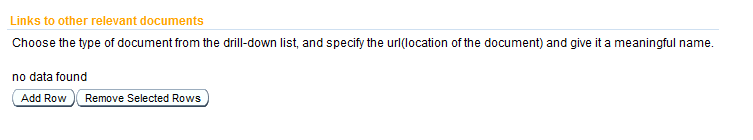 Links to other relevant documents
Choose the type of document from the drill-down list, and specify the url(location of the document) and give it a meaningful name.
no data found
Add Row Remove Selected Rows